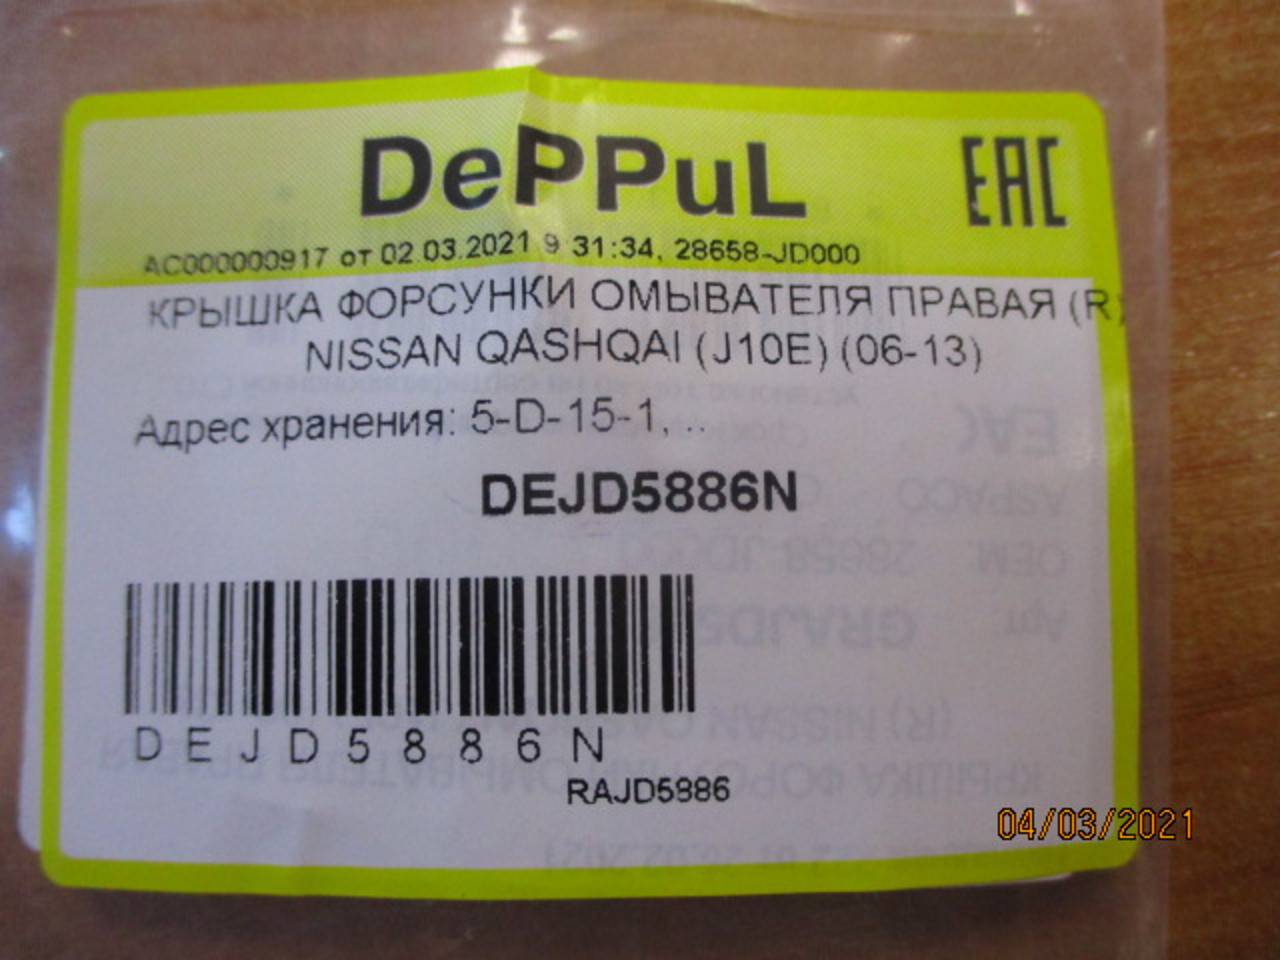 DePPuL
EAC
AC000000917 от 02 03.2021 9 31:34, 28658-JD000
КРЫШКА ФОРСУНКИ ОМЫВАТЕЛЯ ПРАВАЯ (R)
NISSAN QASHQAI (J10E) (06-13)
Адрес хранения: 5-D-15-1, ..
DEJD5886N
DEJD5886N
RAJD5886
04/03/2021